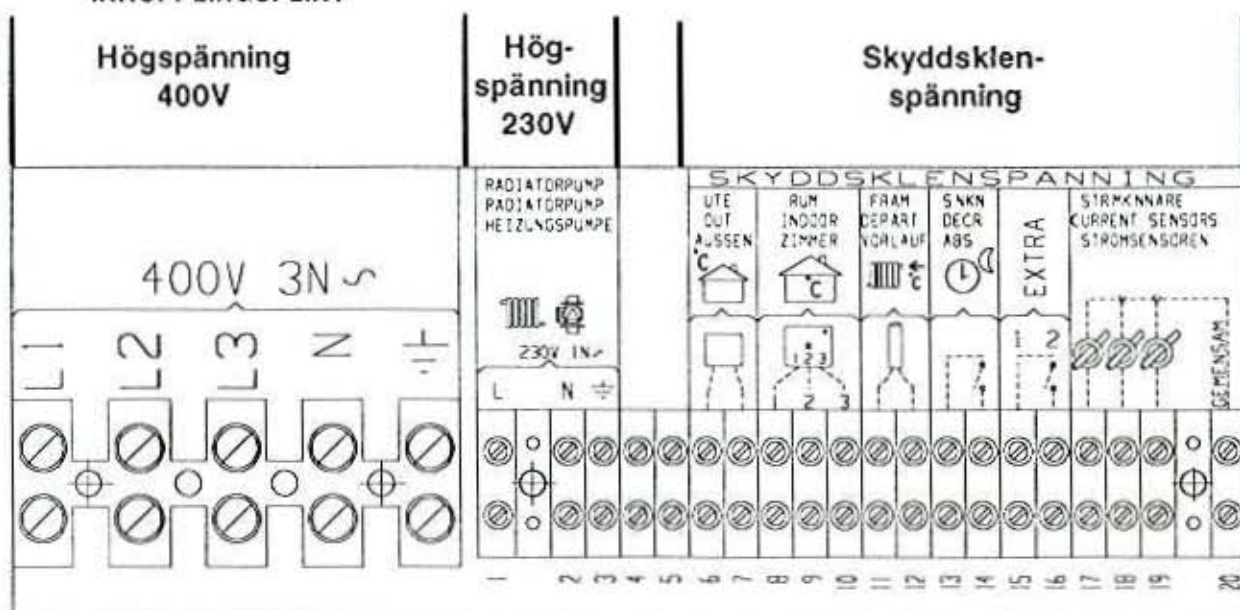 Högspänning
400V
Hög-
spänning
230V
Skyddsklen-
spänning
RADIATORPUMP
RADIATORPUMP
HEIZUNGSPUMPE
SKYDDSKLENSPANNING
UTE
OUT
AUSSEN
°C
RUM
INDOOR
ZIMMER
°C
FRAM
DEPART
VORLAUF
°C
SNKN
DECR
ABS
EXTRA
STRMKNNARE
CURRENT SENSORS
STROMSENSOREN
400V 3N~
230V 1N~
L1 L2 L3 N
L N
1 2 3
2 3
1 2
GEMENSAM
1 2 3 4 5 6 7 8 9 10 11 12 13 14 15 16 17 18 19 20